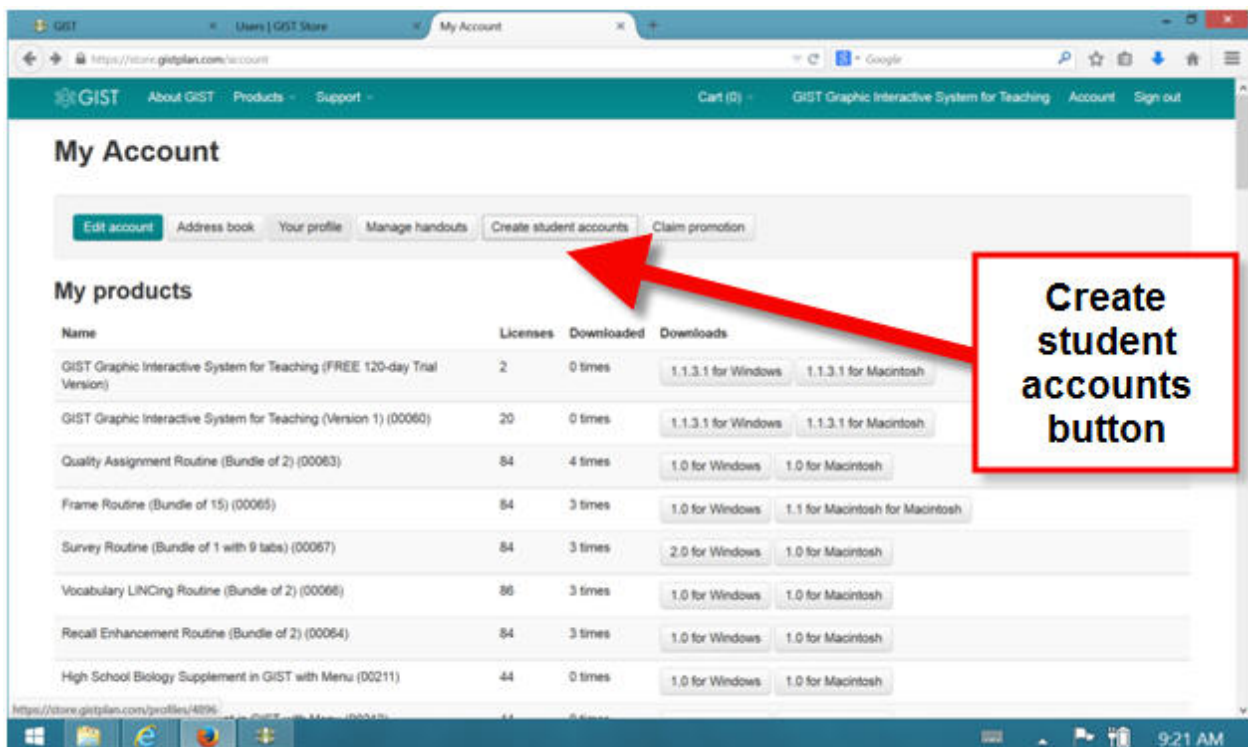 GIST
Users | GIST Store
My Account
https://store.gistplan.com/account
Google
GIST About GIST Products Support Cart (0) GIST Graphic Interactive System for Teaching Account Sign out
My Account
Edit account Address book Your profile Manage handouts Create student accounts Claim promotion
My products
Name Licenses Downloaded Downloads
GIST Graphic Interactive System for Teaching (FREE 120-day Trial Version) 2 0 times 1.1.3.1 for Windows 1.1.3.1 for Macintosh
GIST Graphic Interactive System for Teaching (Version 1) (00060) 20 0 times 1.1.3.1 for Windows 1.1.3.1 for Macintosh
Quality Assignment Routine (Bundle of 2) (00063) 84 4 times 1.0 for Windows 1.0 for Macintosh
Frame Routine (Bundle of 15) (00065) 84 3 times 1.0 for Windows 1.1 for Macintosh for Macintosh
Survey Routine (Bundle of 1 with 9 tabs) (00067) 84 3 times 2.0 for Windows 1.0 for Macintosh
Vocabulary LINCing Routine (Bundle of 2) (00066) 86 3 times 1.0 for Windows 1.0 for Macintosh
Recall Enhancement Routine (Bundle of 2) (00064) 84 3 times 1.0 for Windows 1.0 for Macintosh
High School Biology Supplement in GIST with Menu (00211) 44 0 times 1.0 for Windows 1.0 for Macintosh
https://store.gistplan.com/profiles/4896
Create
student
accounts
button
9:21 AM